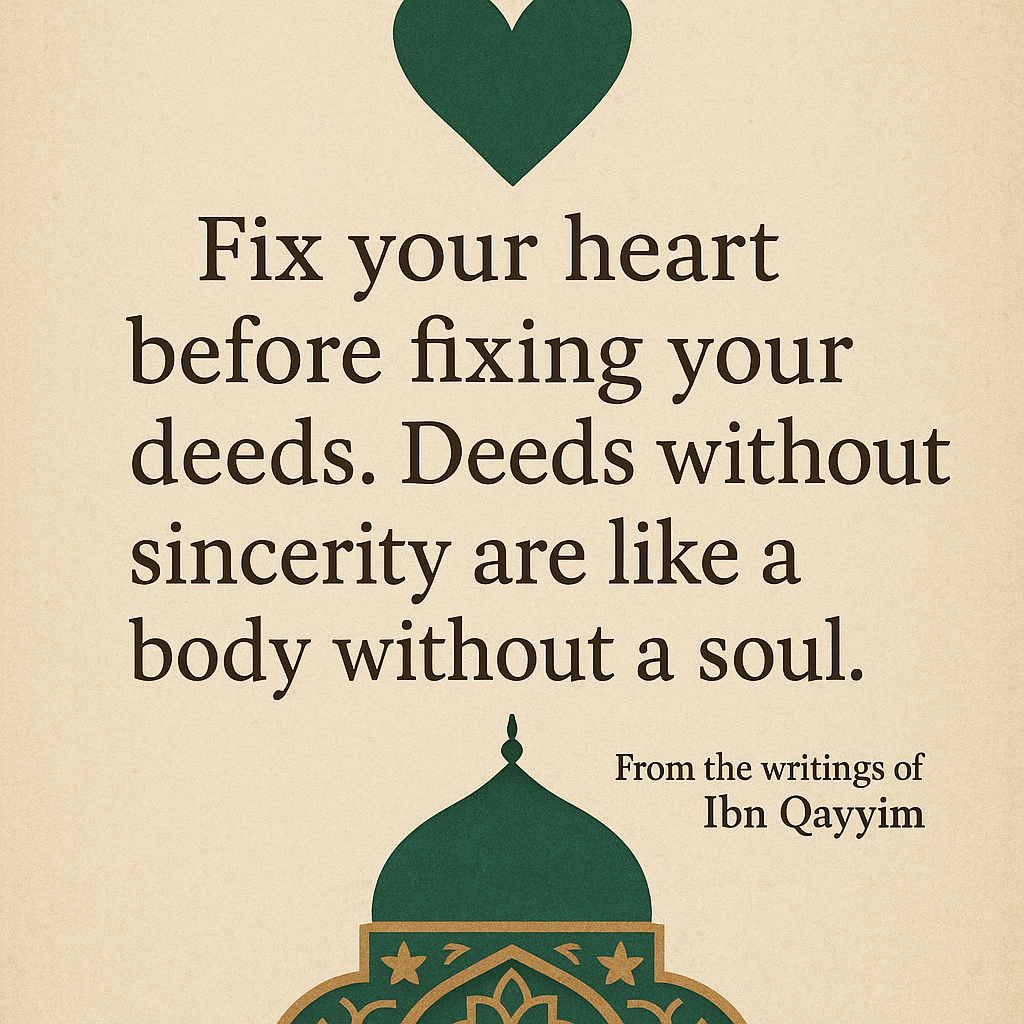 Fix your heart
before fixing your
deeds. Deeds without
sincerity are like a
body without a soul.
From the writings of
Ibn Qayyim